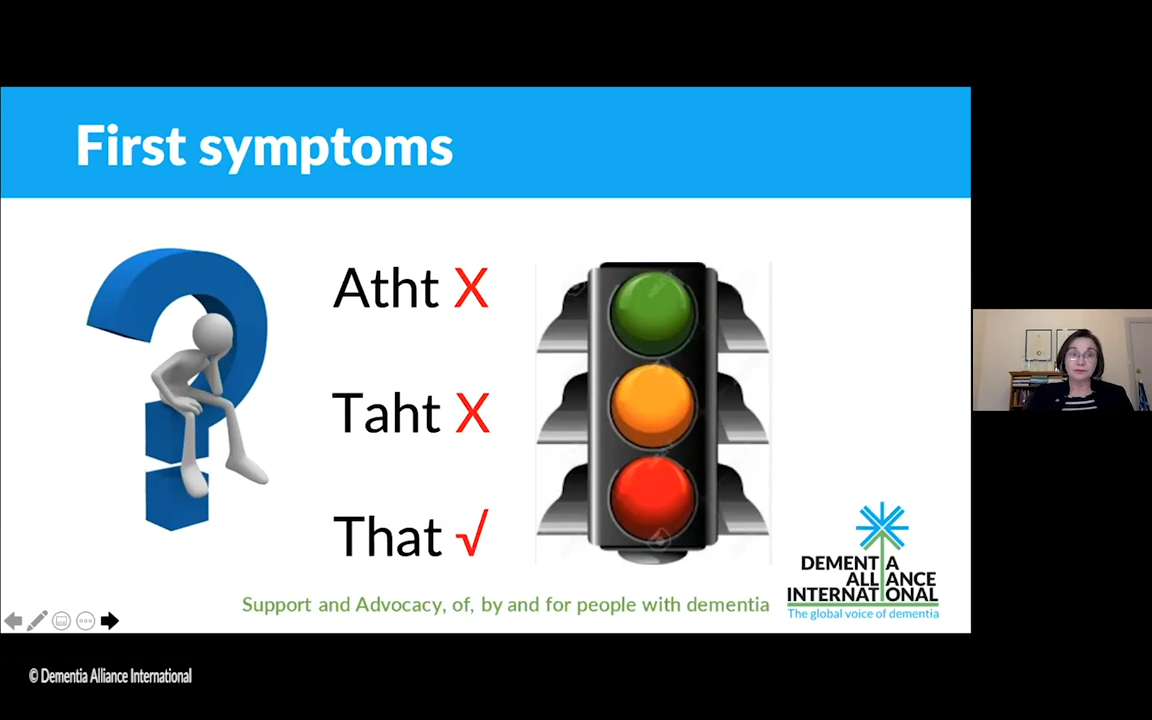 First symptoms
Atht X
Taht X
That √
DEMENTIA
ALLIANCE
INTERNATIONAL
The global voice of dementia
Support and Advocacy, of, by and for people with dementia
© Dementia Alliance International